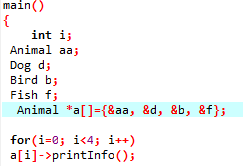 main()
{
int i;
Animal aa;
Dog d;
Bird b;
Fish f;
Animal *a[]={&aa, &d, &b, &f};
for(i=0; i<4; i++)
a[i]->printInfo();